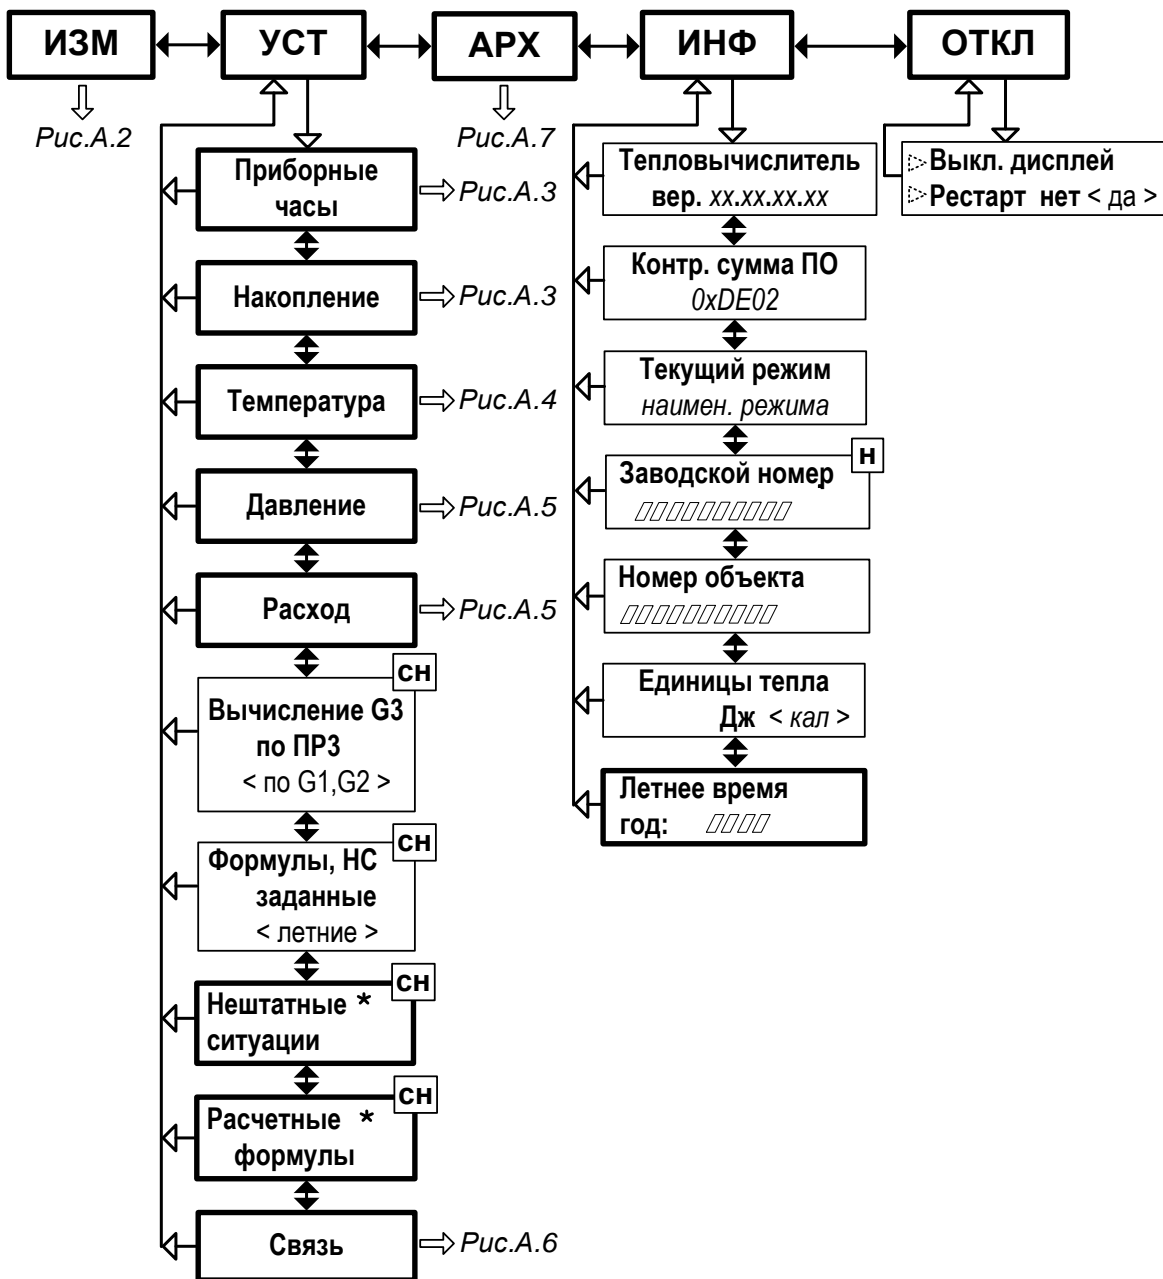 ИЗМ
УСТ
АРХ
ИНФ
ОТКЛ
Рис.А.2
Рис.А.7
Приборные
часы
Рис.А.3
Накопление
Рис.А.3
Температура
Рис.А.4
Давление
Рис.А.5
Расход
Рис.А.5
СН
Вычисление G3
по ПР3
< по G1,G2 >
СН
Формулы, НС
заданные
< летние >
СН
Нештатные *
ситуации
СН
Расчетные *
формулы
Связь
Рис.А.6
Тепловычислитель
вер. xx.xx.xx.xx
Контр. сумма ПО
0xDE02
Текущий режим
наимен. режима
Н
Заводской номер
Номер объекта
Единицы тепла
Дж < кал >
Летнее время
год:
Выкл. дисплей
Рестарт нет < да >